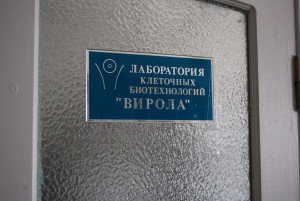 ЛАБОРАТОРИЯ
КЛЕТОЧНЫХ
БИОТЕХНОЛОГИЙ
"ВИРОЛА"